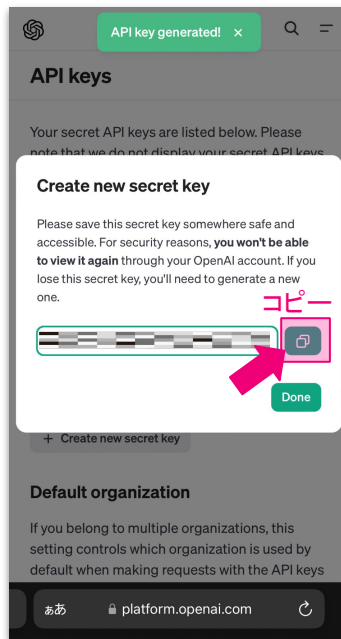 API key generated! ×
API keys
Your secret API keys are listed below. Please
note that we do not display your secret API keys
Create new secret key
Please save this secret key somewhere safe and
accessible. For security reasons, you won't be able
to view it again through your OpenAI account. If you
lose this secret key, you'll need to generate a new
one.
コピー
Done
+ Create new secret key
Default organization
If you belong to multiple organizations, this
setting controls which organization is used by
default when making requests with the API keys
ぁあ platform.openai.com